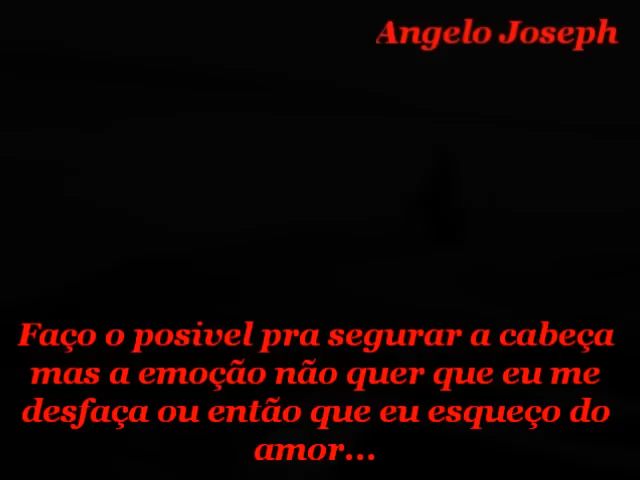 Angelo Joseph
Faço o posivel pra segurar a cabeça
mas a emoção não quer que eu me
desfaça ou então que eu esqueço do
amor...